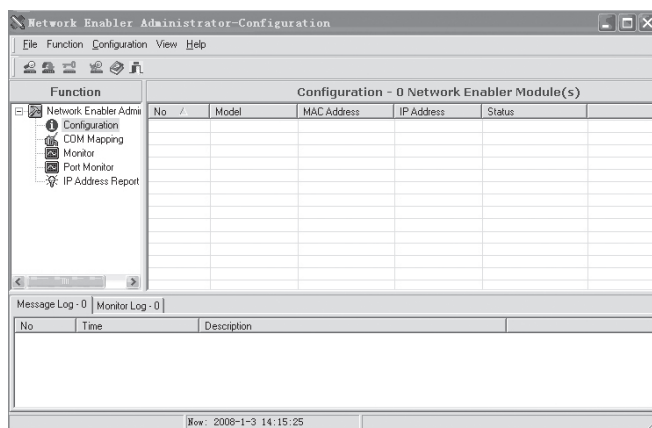 Network Enabler Administrator-Configuration
File Function Configuration View Help
Function
Configuration - 0 Network Enabler Module(s)
Network Enabler Admi
Configuration
COM Mapping
Monitor
Port Monitor
IP Address Report
No Model MAC Address IP Address Status
Message Log - 0 Monitor Log - 0
No Time Description
Now: 2008-1-3 14:15:25